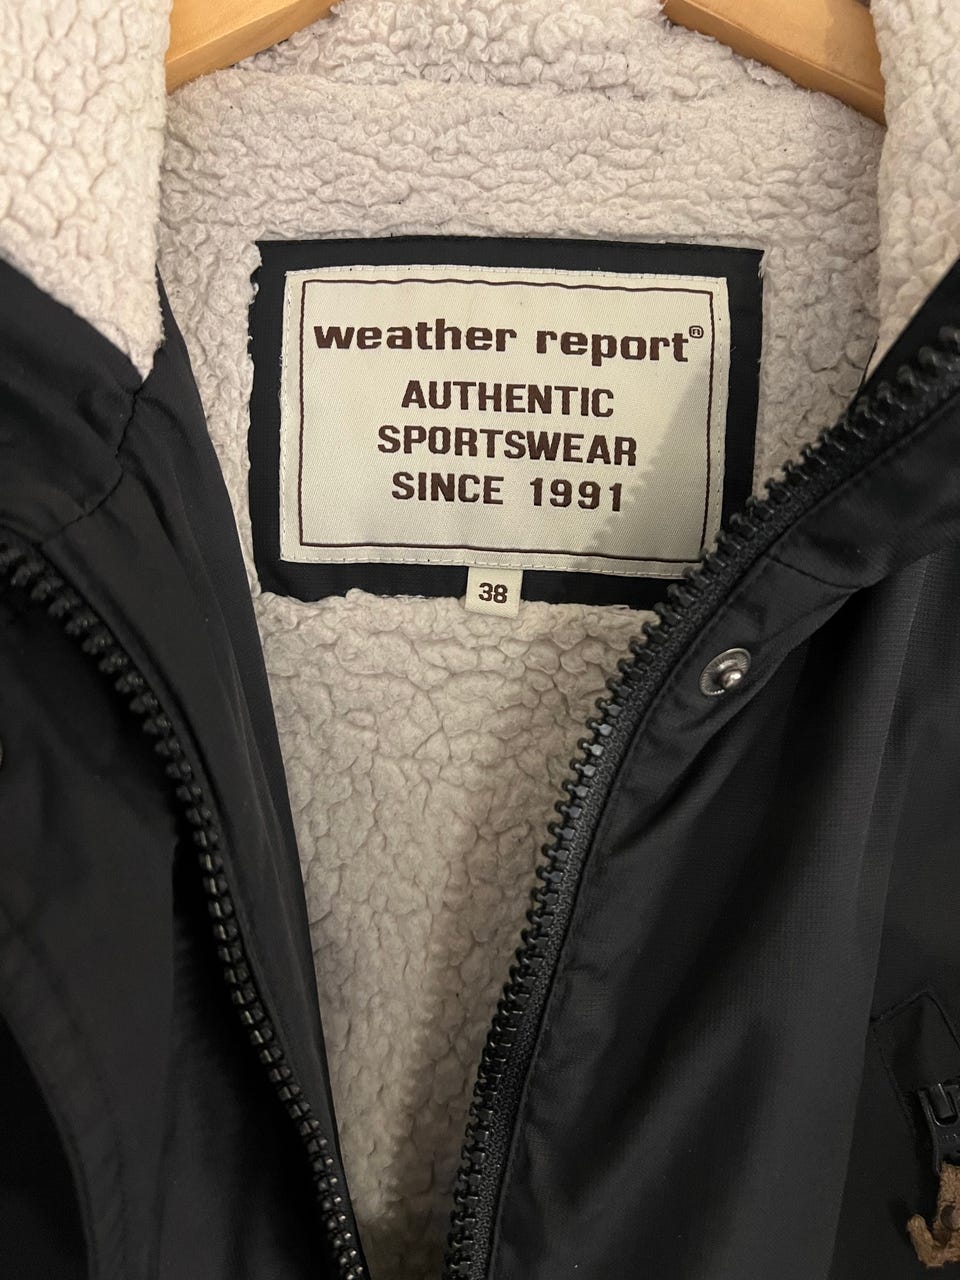 weather report®
AUTHENTIC
SPORTSWEAR
SINCE 1991
38